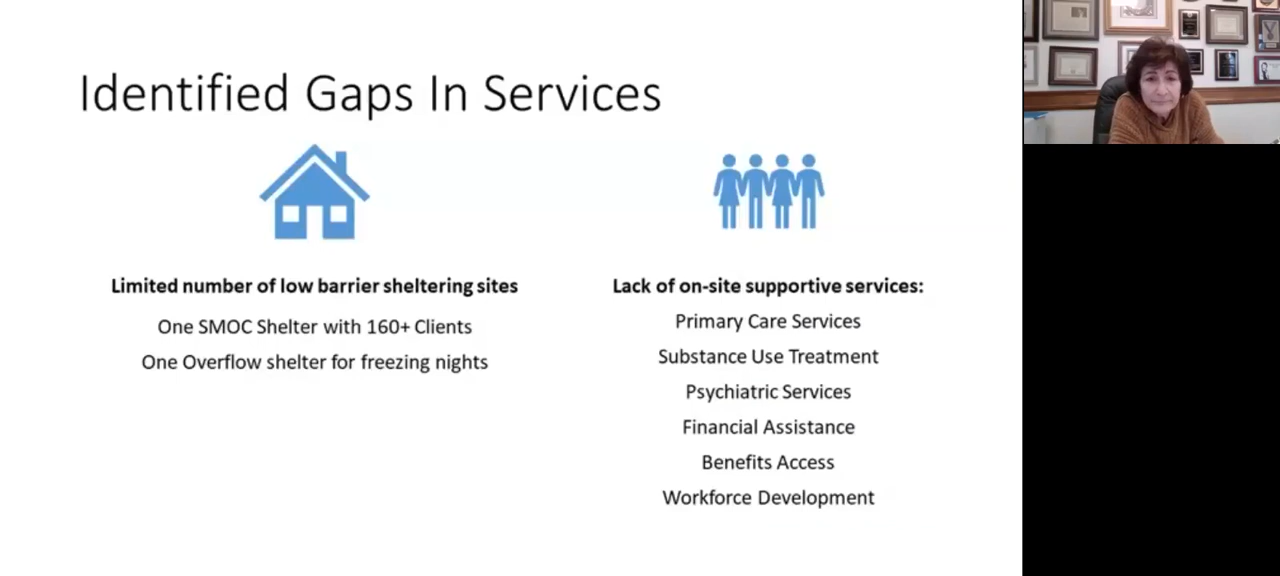 Identified Gaps In Services
Limited number of low barrier sheltering sites
One SMOC Shelter with 160+ Clients
One Overflow shelter for freezing nights
Lack of on-site supportive services:
Primary Care Services
Substance Use Treatment
Psychiatric Services
Financial Assistance
Benefits Access
Workforce Development